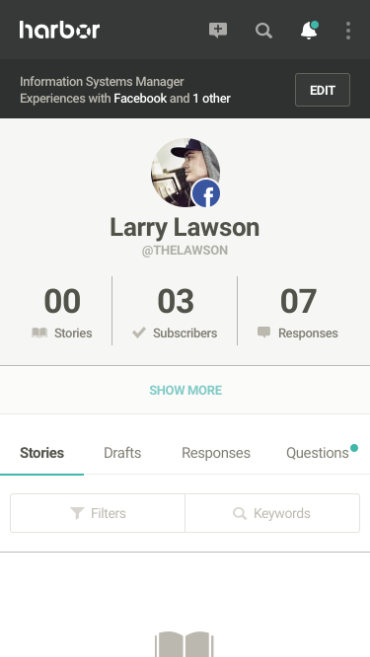 harbor
Information Systems Manager
Experiences with Facebook and 1 other
EDIT
f
Larry Lawson
@THELAWSON
00 03 07
Stories Subscribers Responses
SHOW MORE
Stories Drafts Responses Questions
Filters Keywords